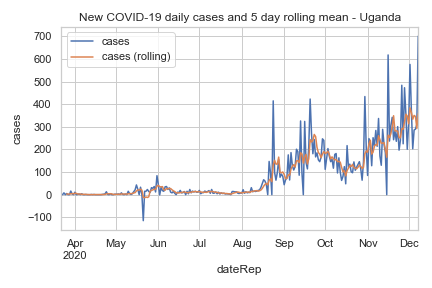 New COVID-19 daily cases and 5 day rolling mean - Uganda
cases
cases (rolling)
700
600
500
400
300
200
100
0
−100
cases
Apr May Jun Jul Aug Sep Oct Nov Dec
2020
dateRep